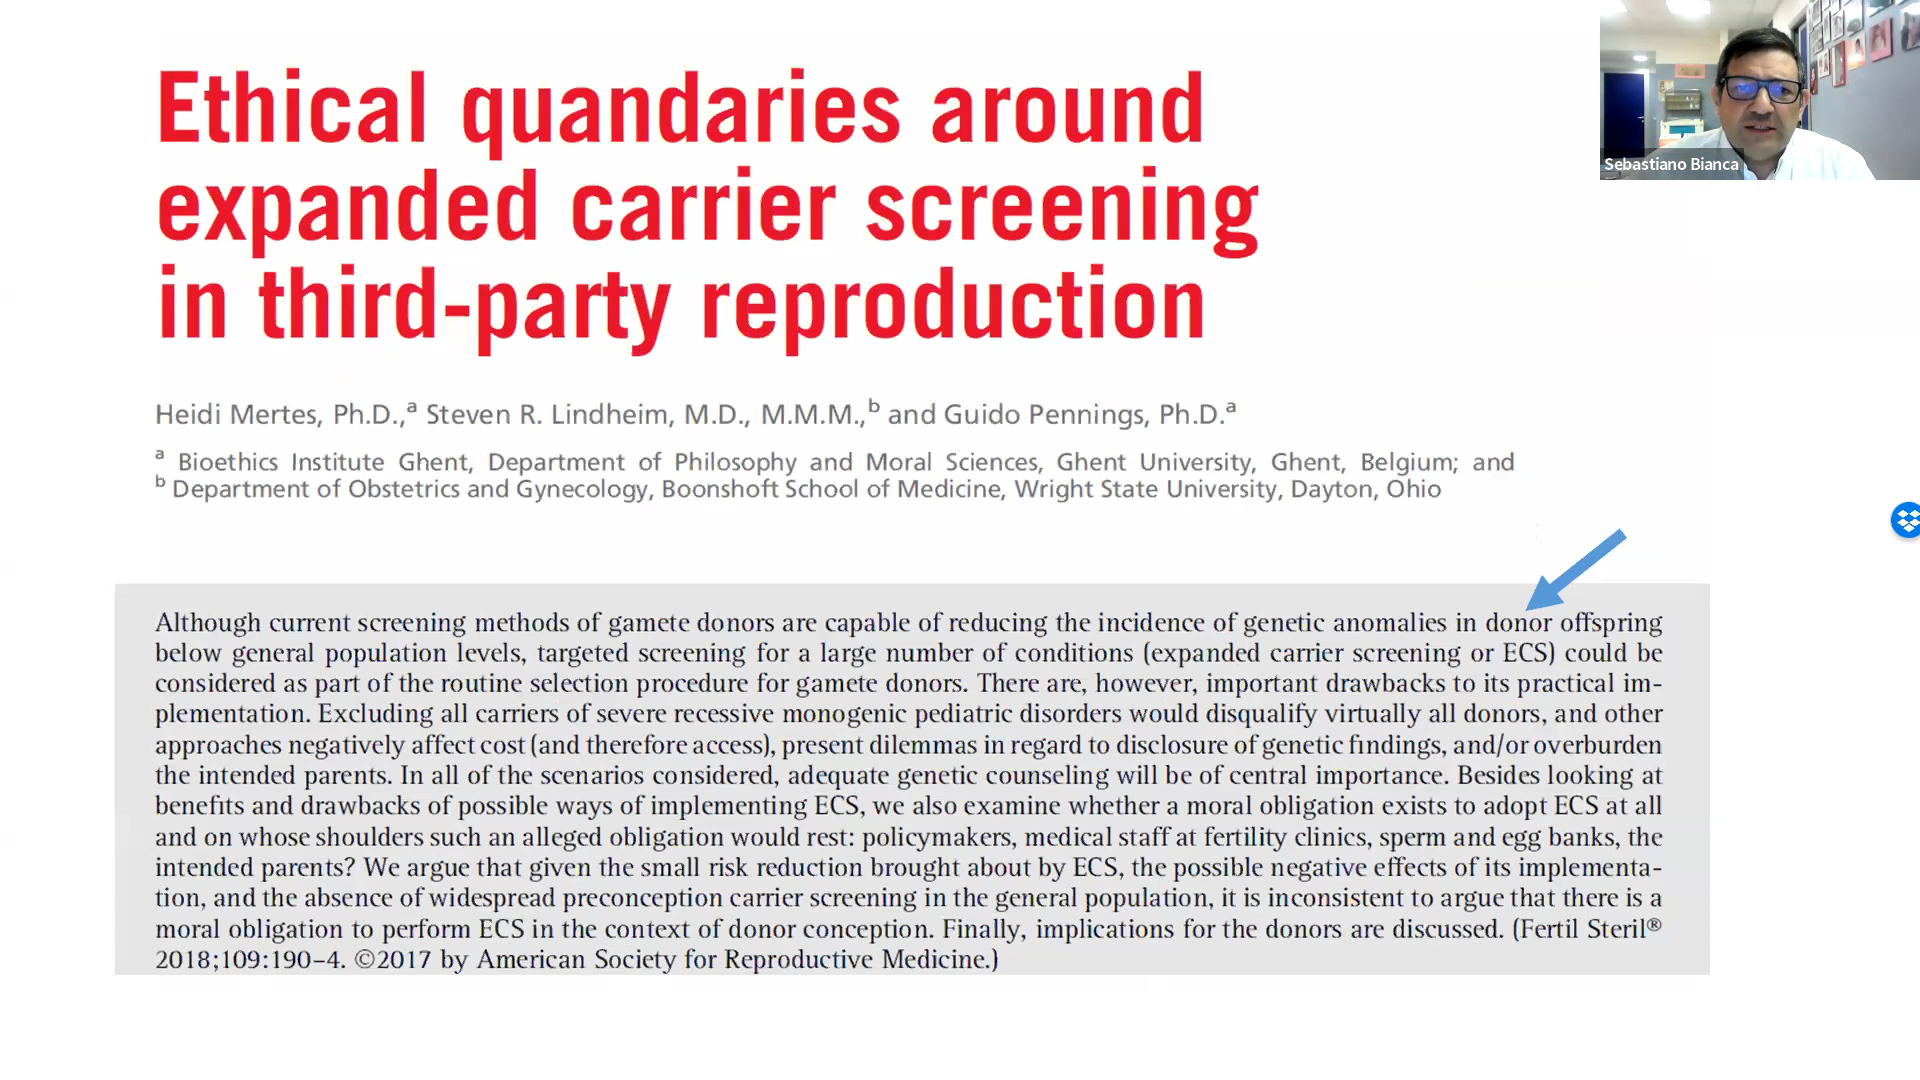 Ethical quandaries around
expanded carrier screening
in third-party reproduction
Sebastiano Bianca
Heidi Mertes, Ph.D.,ᵃ Steven R. Lindheim, M.D., M.M.M.,ᵇ and Guido Pennings, Ph.D.ᵃ
ᵃ Bioethics Institute Ghent, Department of Philosophy and Moral Sciences, Ghent University, Ghent, Belgium; and
ᵇ Department of Obstetrics and Gynecology, Boonshoft School of Medicine, Wright State University, Dayton, Ohio
Although current screening methods of gamete donors are capable of reducing the incidence of genetic anomalies in donor offspring
below general population levels, targeted screening for a large number of conditions (expanded carrier screening or ECS) could be
considered as part of the routine selection procedure for gamete donors. There are, however, important drawbacks to its practical im-
plementation. Excluding all carriers of severe recessive monogenic pediatric disorders would disqualify virtually all donors, and other
approaches negatively affect cost (and therefore access), present dilemmas in regard to disclosure of genetic findings, and/or overburden
the intended parents. In all of the scenarios considered, adequate genetic counseling will be of central importance. Besides looking at
benefits and drawbacks of possible ways of implementing ECS, we also examine whether a moral obligation exists to adopt ECS at all
and on whose shoulders such an alleged obligation would rest: policymakers, medical staff at fertility clinics, sperm and egg banks, the
intended parents? We argue that given the small risk reduction brought about by ECS, the possible negative effects of its implementa-
tion, and the absence of widespread preconception carrier screening in the general population, it is inconsistent to argue that there is a
moral obligation to perform ECS in the context of donor conception. Finally, implications for the donors are discussed. (Fertil Steril®
2018;109:190–4. ©2017 by American Society for Reproductive Medicine.)